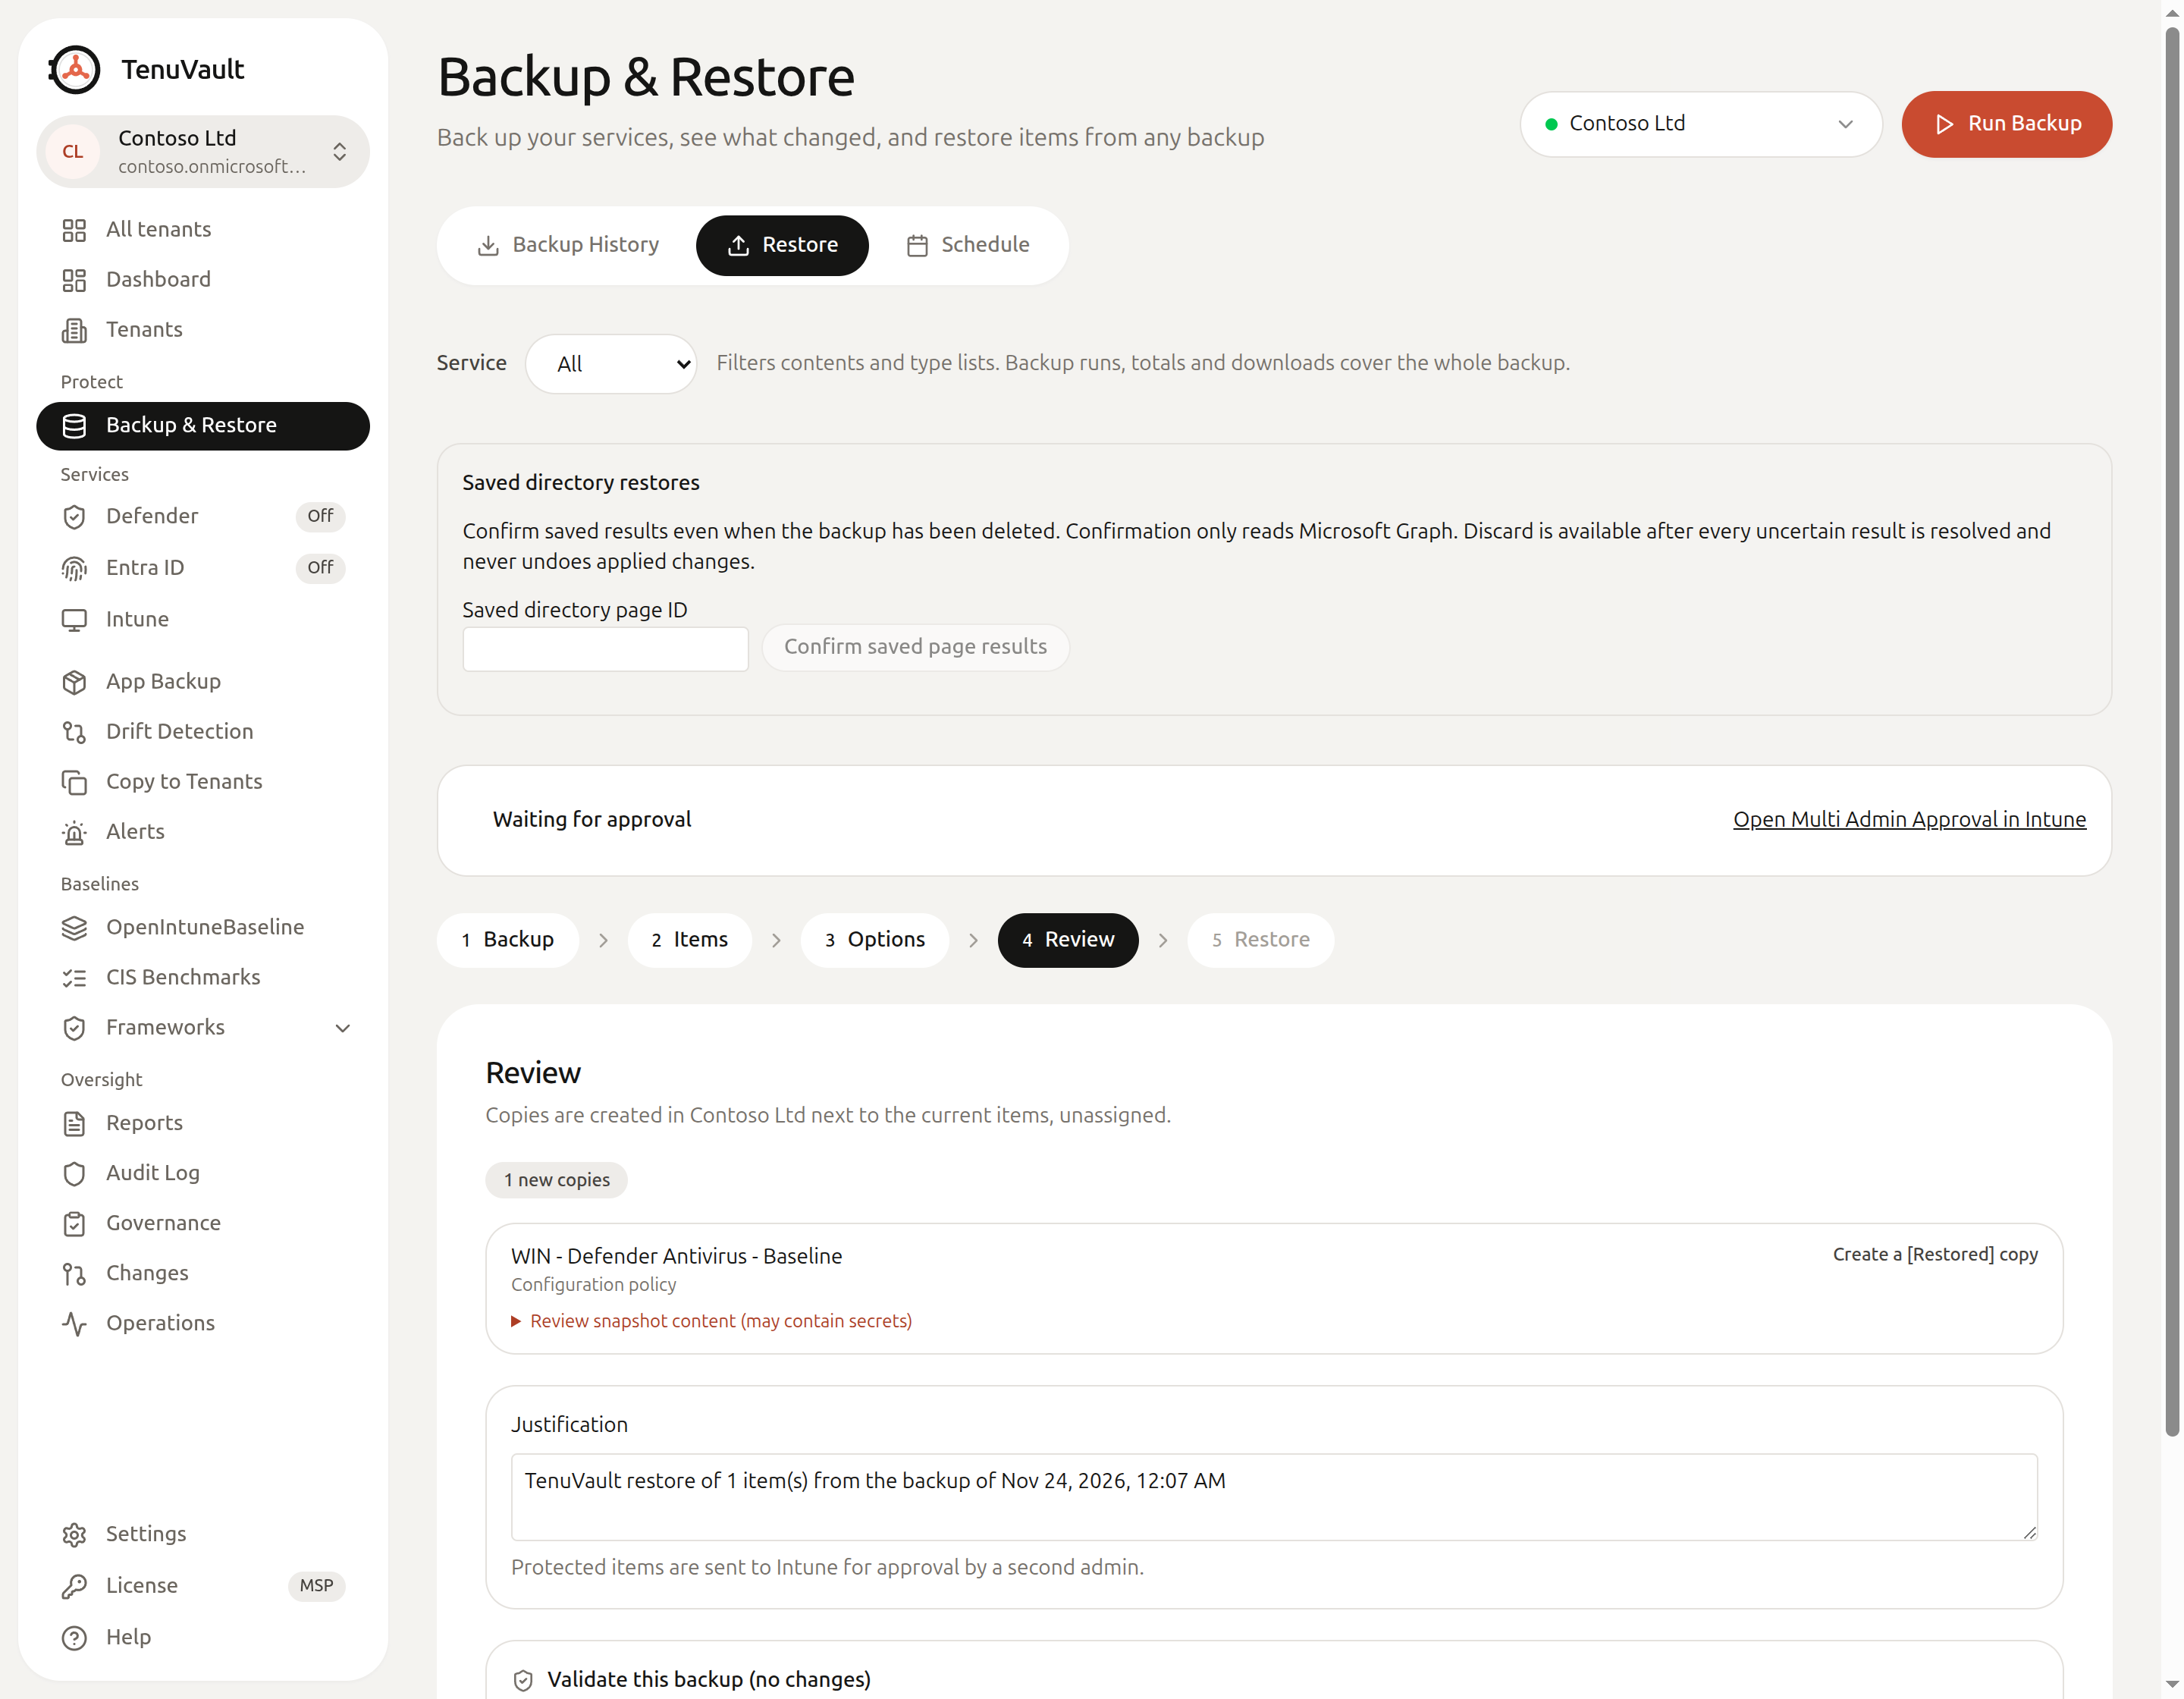 TenuVault
CL
Contoso Ltd
contoso.onmicrosoft...
All tenants
Dashboard
Tenants
Protect
Backup & Restore
Services
Defender Off
Entra ID Off
Intune
App Backup
Drift Detection
Copy to Tenants
Alerts
Baselines
OpenIntuneBaseline
CIS Benchmarks
Frameworks
Oversight
Reports
Audit Log
Governance
Changes
Operations
Settings
License MSP
Help
Backup & Restore
Back up your services, see what changed, and restore items from any backup
Contoso Ltd
Run Backup
Backup History Restore Schedule
Service All Filters contents and type lists. Backup runs, totals and downloads cover the whole backup.
Saved directory restores
Confirm saved results even when the backup has been deleted. Confirmation only reads Microsoft Graph. Discard is available after every uncertain result is resolved and
never undoes applied changes.
Saved directory page ID
Confirm saved page results
Waiting for approval Open Multi Admin Approval in Intune
1 Backup 2 Items 3 Options 4 Review 5 Restore
Review
Copies are created in Contoso Ltd next to the current items, unassigned.
1 new copies
WIN - Defender Antivirus - Baseline Create a [Restored] copy
Configuration policy
Review snapshot content (may contain secrets)
Justification
TenuVault restore of 1 item(s) from the backup of Nov 24, 2026, 12:07 AM
Protected items are sent to Intune for approval by a second admin.
Validate this backup (no changes)